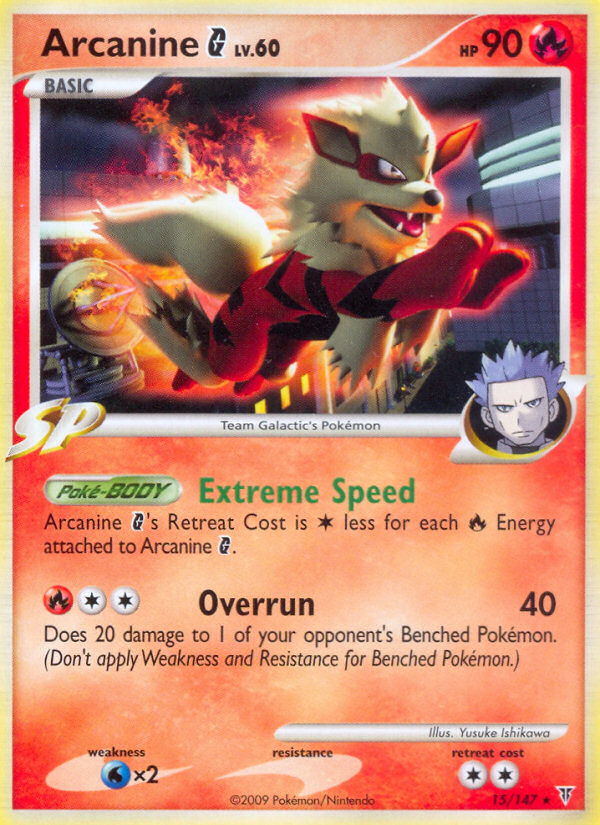 Arcanine G LV.60 HP 90
BASIC
SP
Team Galactic's Pokémon
Poké-BODY Extreme Speed
Arcanine G's Retreat Cost is less for each Energy
attached to Arcanine G.
Overrun 40
Does 20 damage to 1 of your opponent's Benched Pokémon.
(Don't apply Weakness and Resistance for Benched Pokémon.)
Illus. Yusuke Ishikawa
weakness resistance retreat cost
×2
©2009 Pokémon/Nintendo 15/147 ★